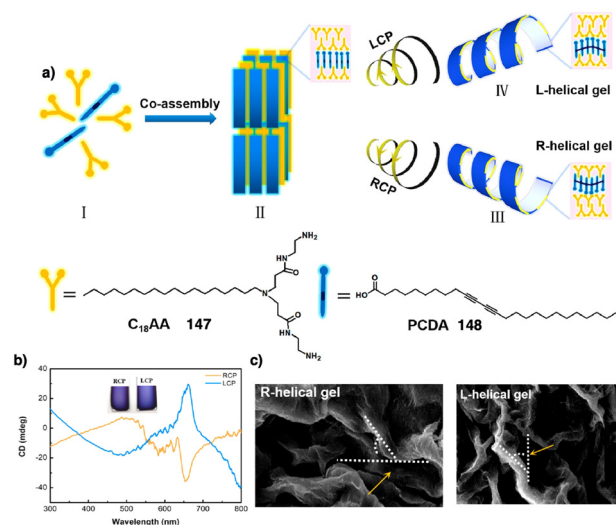 a)
Co-assembly
I
II
LCP
IV
L-helical gel
R-helical gel
RCP
III
NH2
HN
O
N
O
HN
NH2
C18AA 147
O
HO
PCDA 148
b)
40
20
0
-20
-40
CD (mdeg)
RCP LCP
RCP
LCP
300 400 500 600 700 800
Wavelength (nm)
c)
R-helical gel
L-helical gel